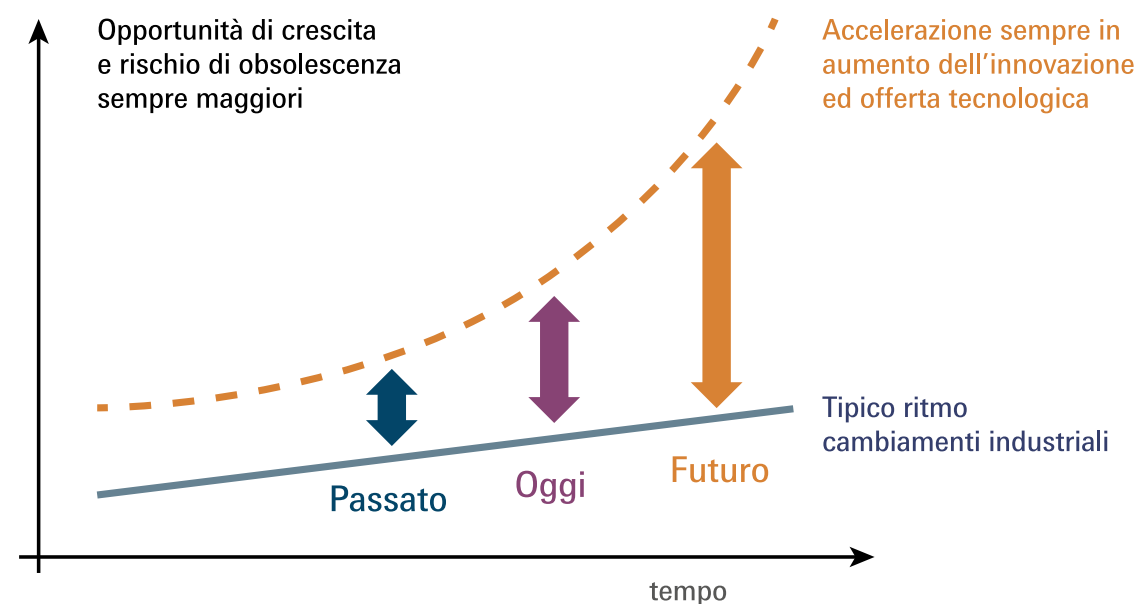 Opportunità di crescita
e rischio di obsolescenza
sempre maggiori
Accelerazione sempre in
aumento dell'innovazione
ed offerta tecnologica
Tipico ritmo
cambiamenti industriali
Passato
Oggi
Futuro
tempo